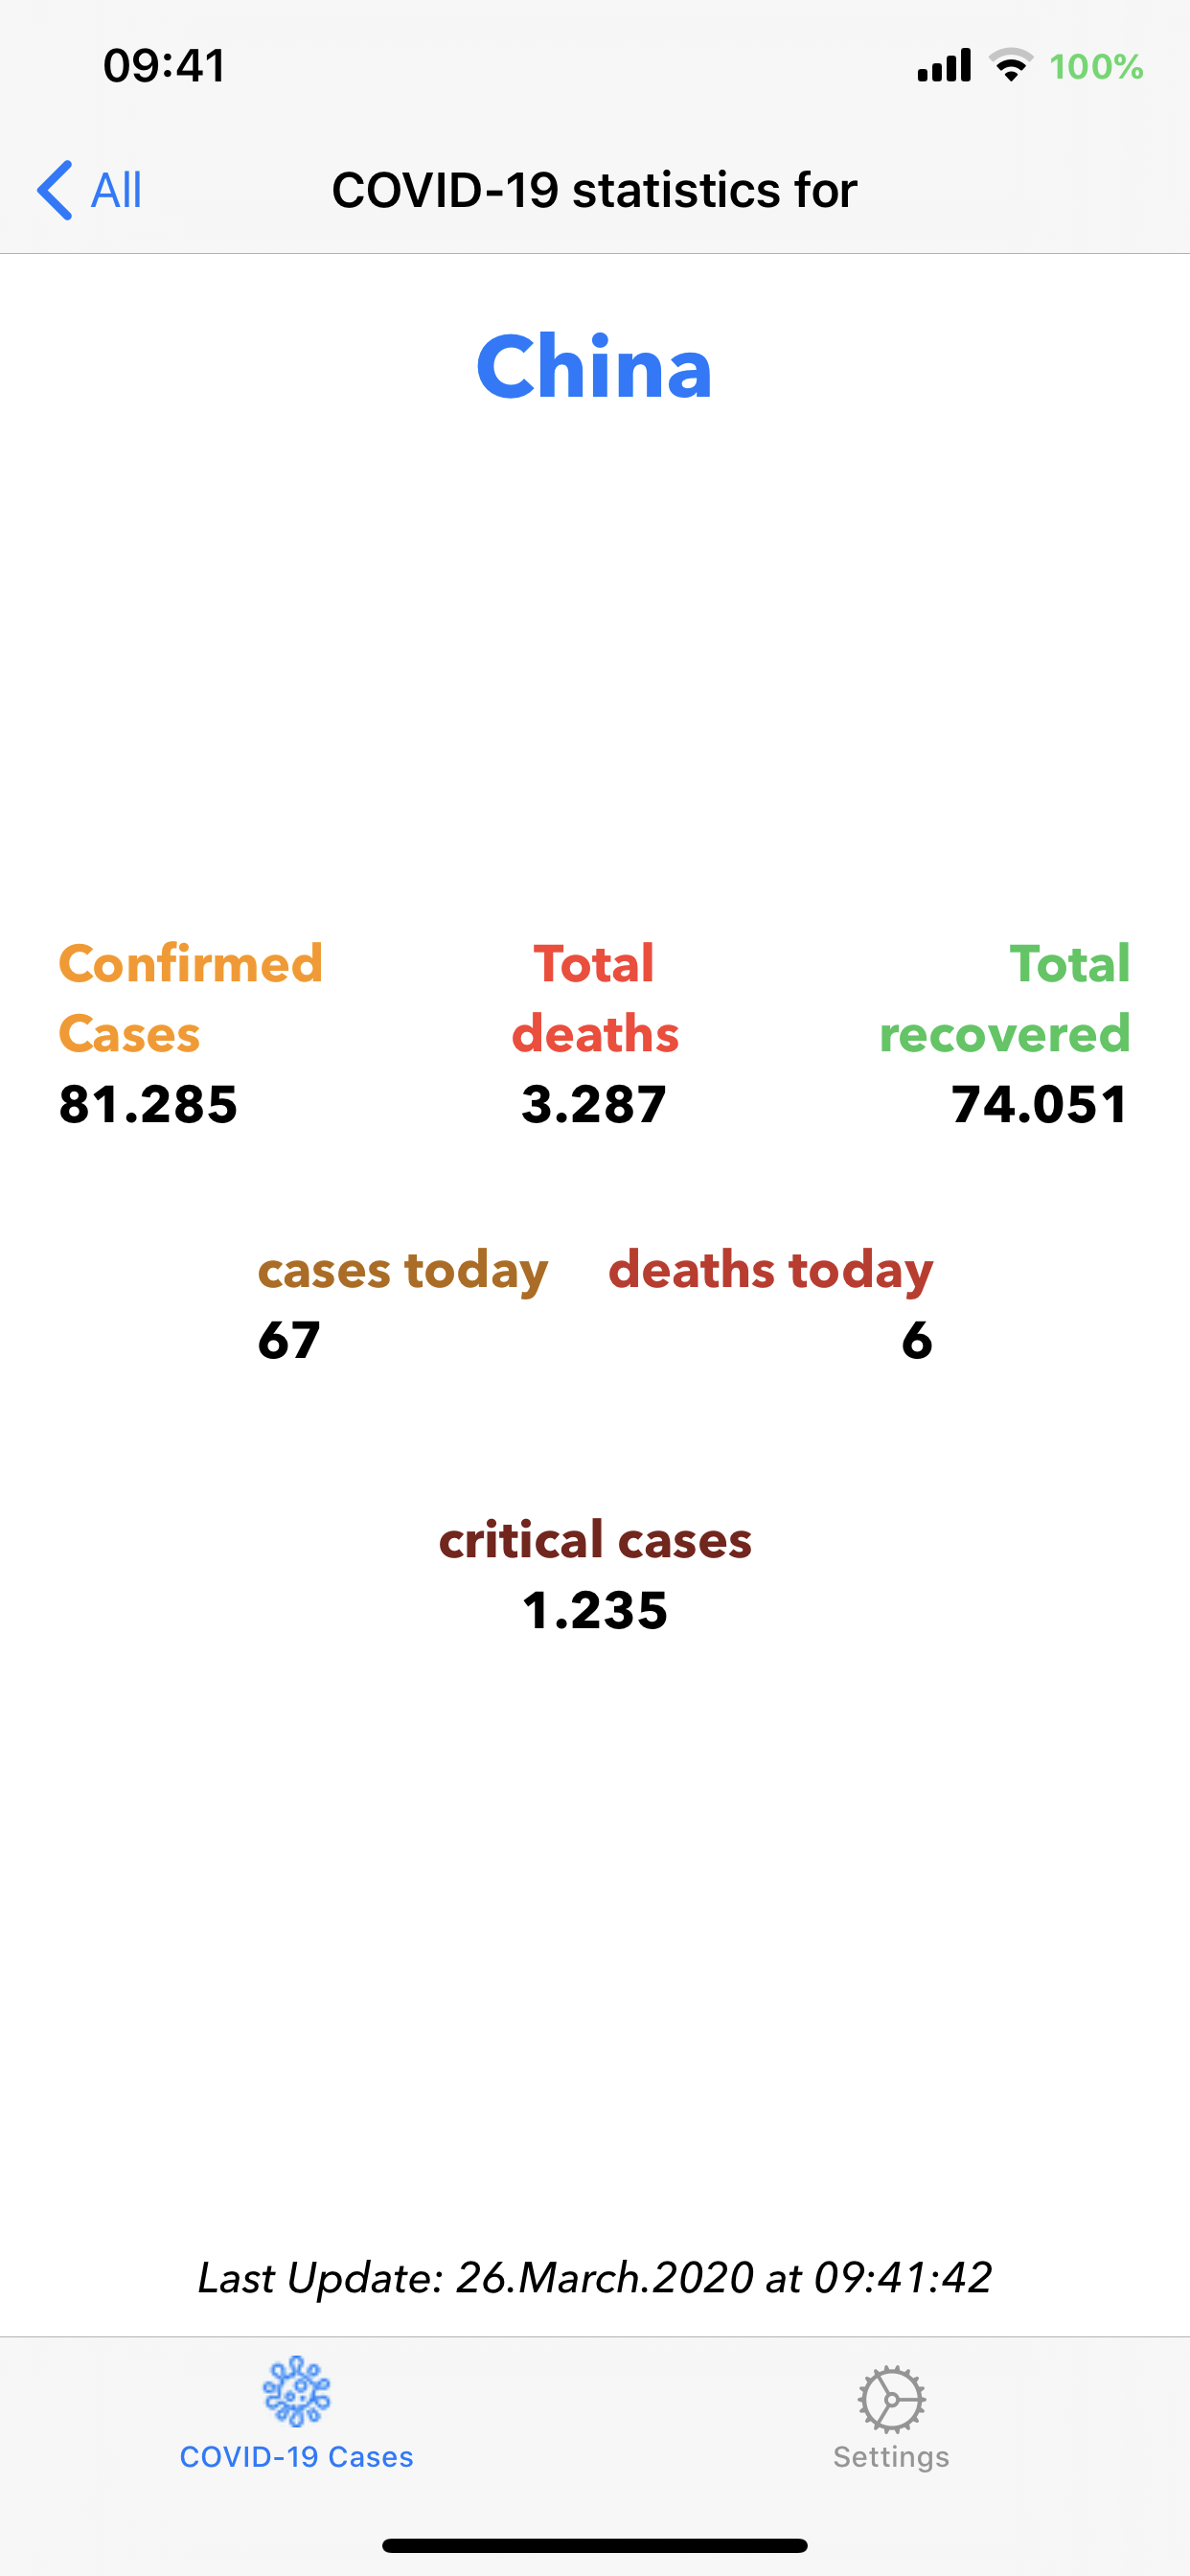 09:41
100%
All
COVID-19 statistics for
China
Confirmed
Cases
81.285
Total
deaths
3.287
Total
recovered
74.051
cases today
67
deaths today
6
critical cases
1.235
Last Update: 26.March.2020 at 09:41:42
COVID-19 Cases
Settings